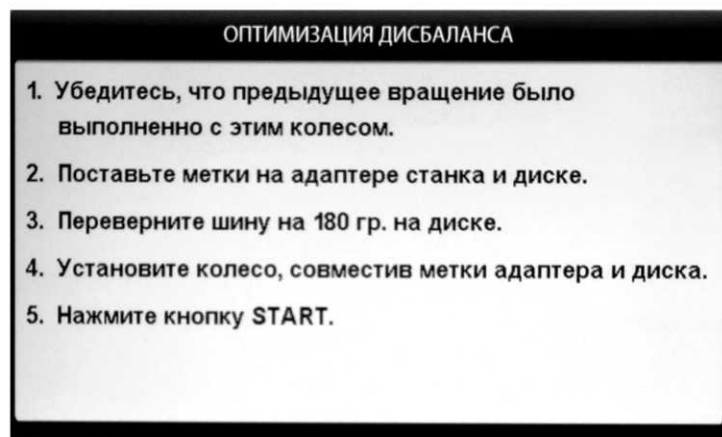 ОПТИМИЗАЦИЯ ДИСБАЛАНСА
1. Убедитесь, что предыдущее вращение было
выполненно с этим колесом.
2. Поставьте метки на адаптере станка и диске.
3. Переверните шину на 180 гр. на диске.
4. Установите колесо, совместив метки адаптера и диска.
5. Нажмите кнопку START.